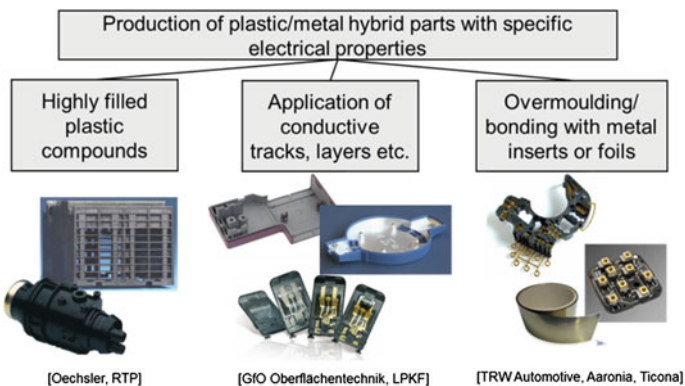 Production of plastic/metal hybrid parts with specific
electrical properties
Highly filled
plastic
compounds
Application of
conductive
tracks, layers etc.
Overmoulding/
bonding with metal
inserts or foils
[Oechsler, RTP]
[GfO Oberflächentechnik, LPKF]
[TRW Automotive, Aaronia, Ticona]